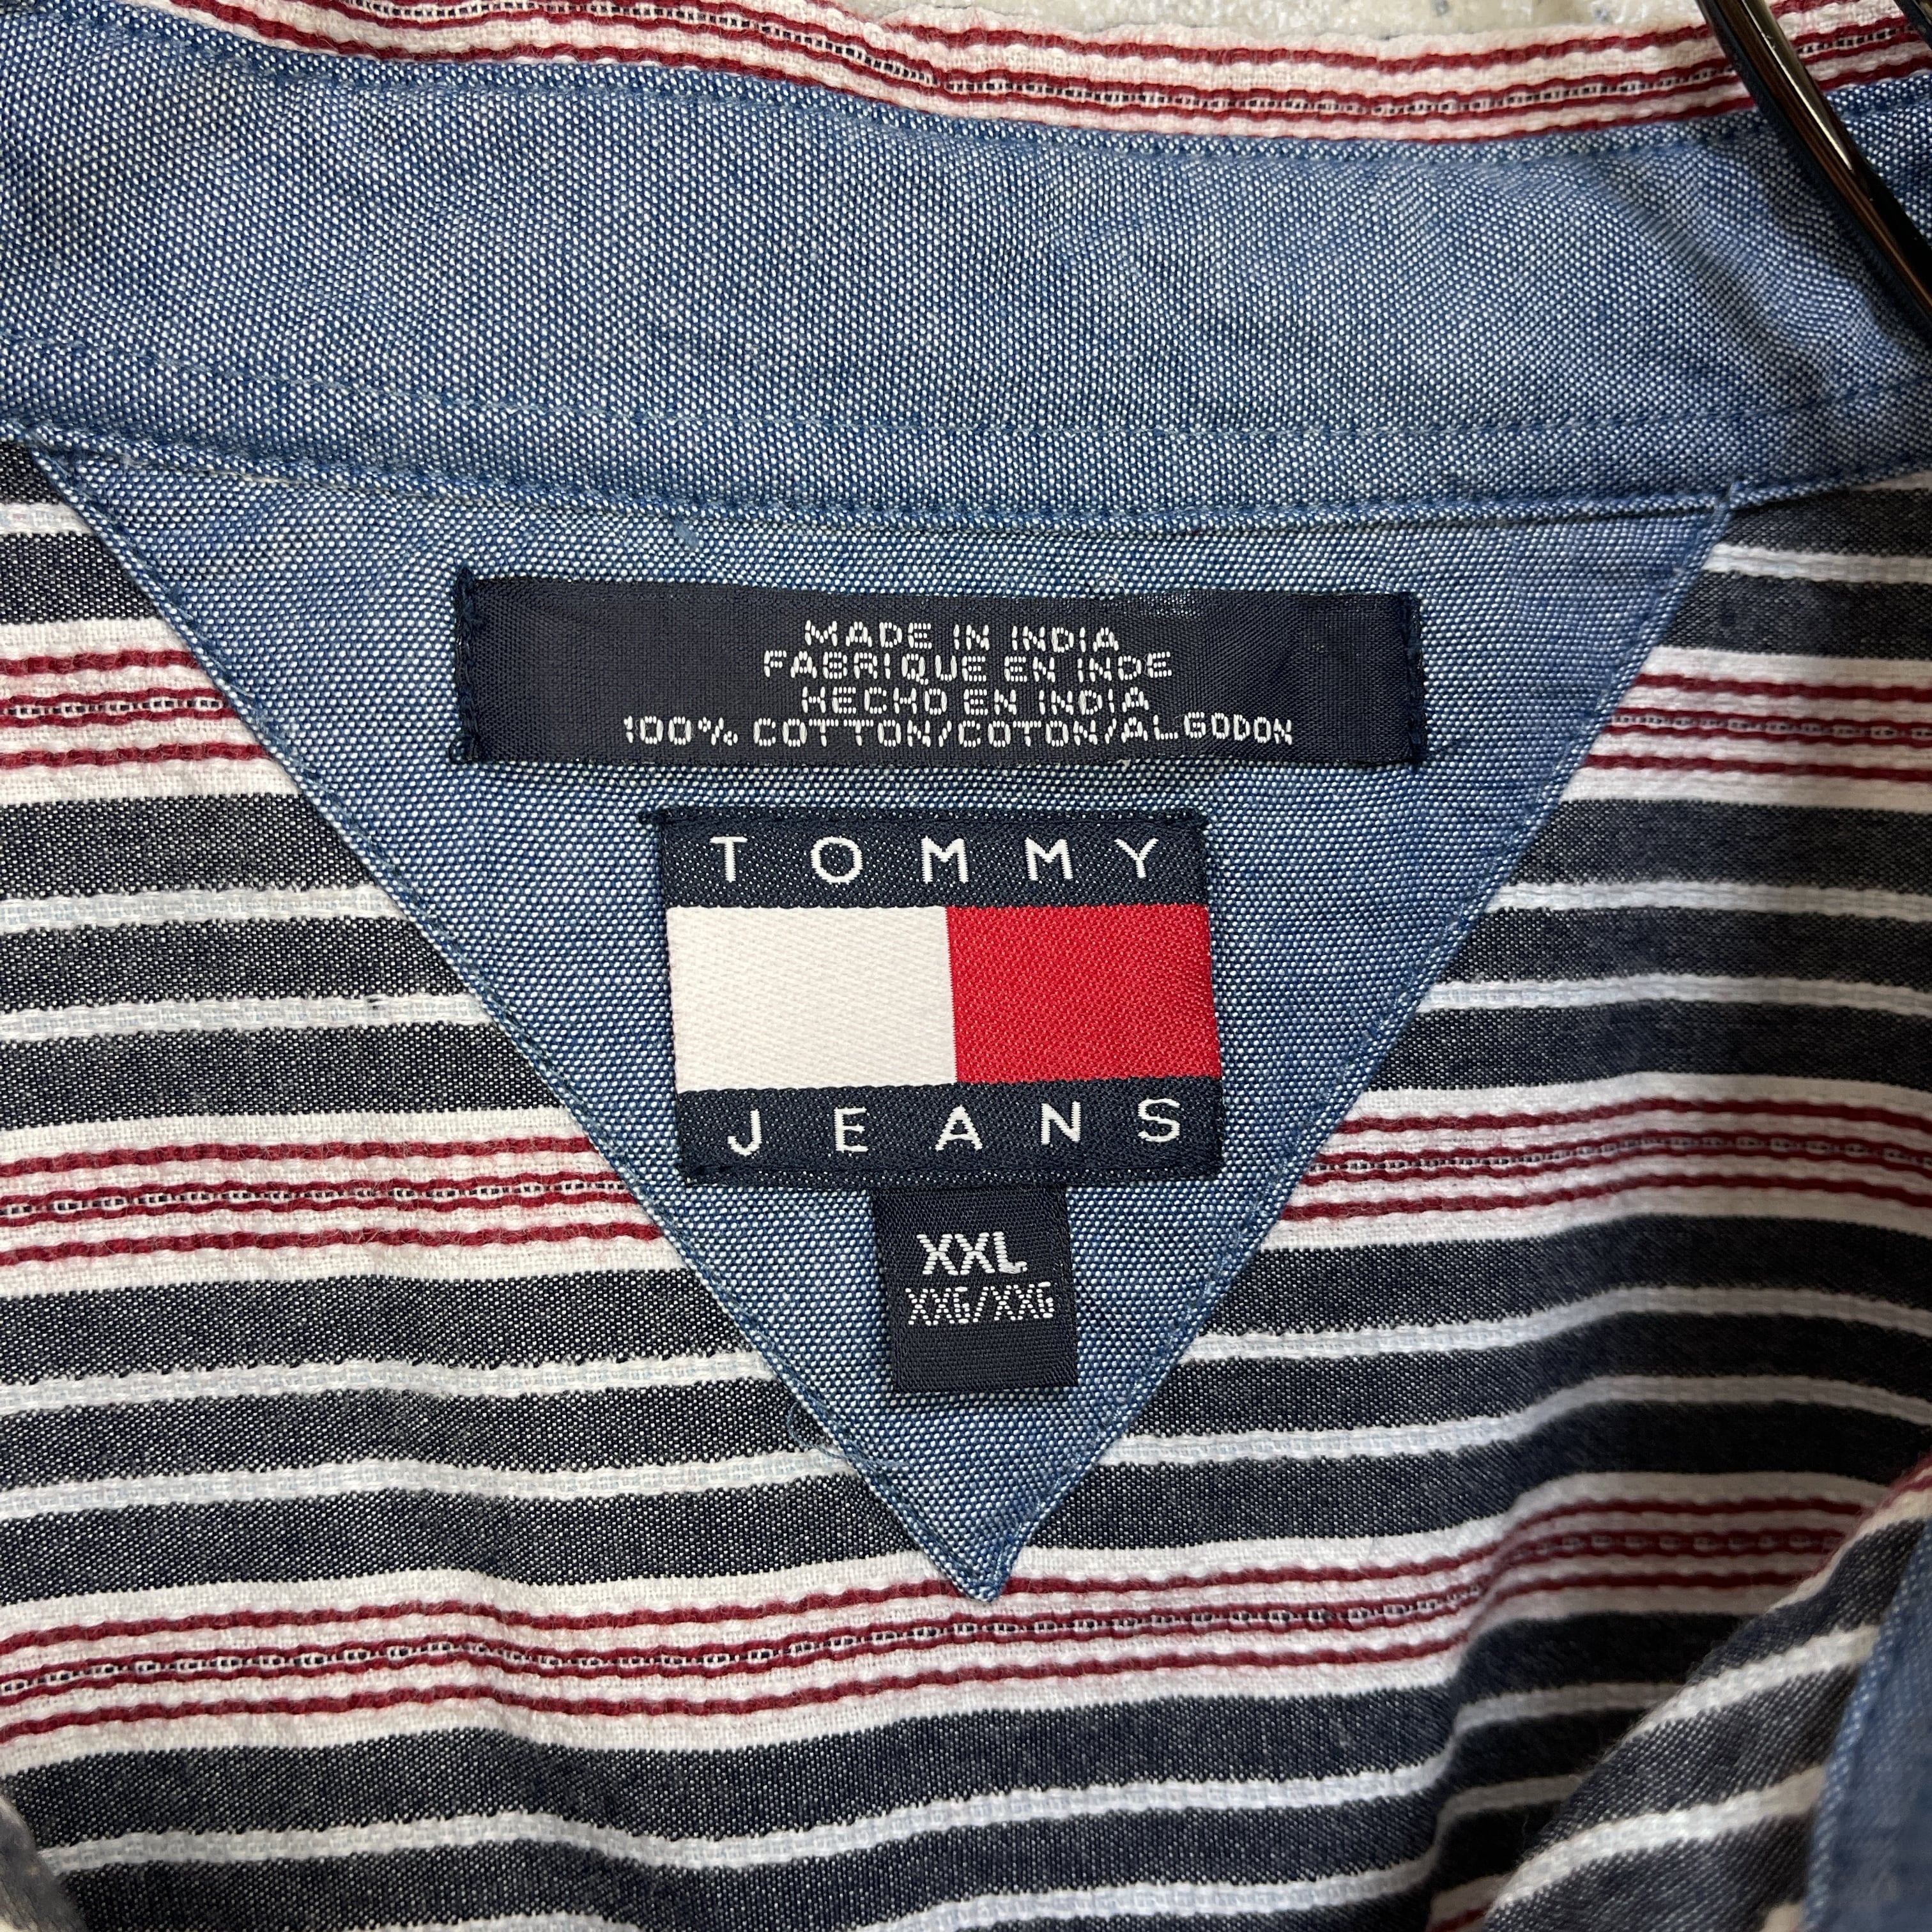 MADE IN INDIA
FABRIQUE EN INDE
HECHO EN INDIA
100% COTTON/COTON/ALGODON
TOMMY
JEANS
XXL
XXG/XXG